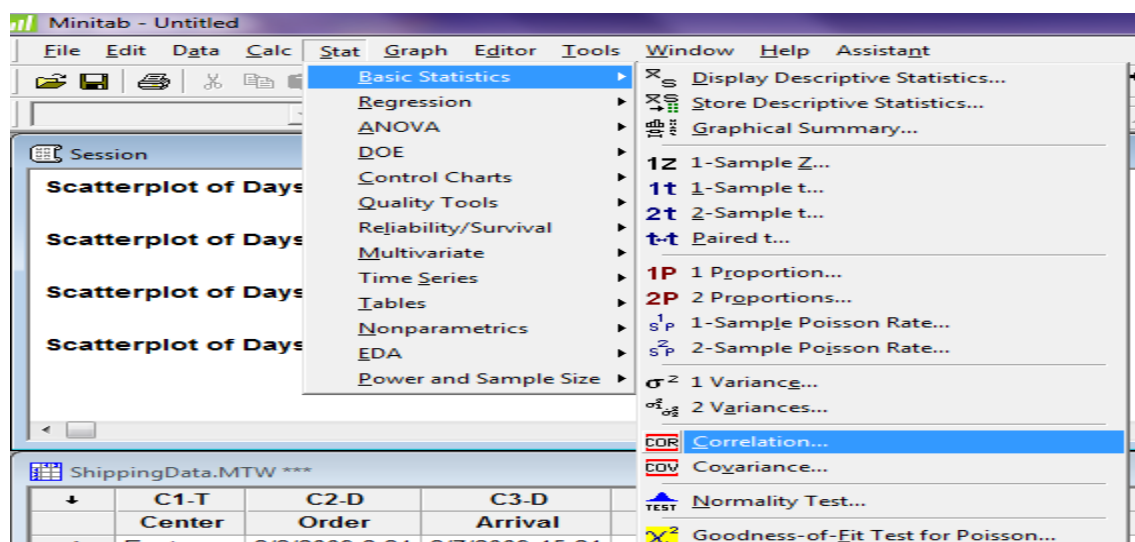 Minitab - Untitled
File Edit Data Calc Stat Graph Editor Tools Window Help Assistant
Basic Statistics
Regression
ANOVA
DOE
Control Charts
Quality Tools
Reliability/Survival
Multivariate
Time Series
Tables
Nonparametrics
EDA
Power and Sample Size
Display Descriptive Statistics...
Store Descriptive Statistics...
Graphical Summary...
1Z 1-Sample Z...
1t 1-Sample t...
2t 2-Sample t...
t-t Paired t...
1P 1 Proportion...
2P 2 Proportions...
1-Sample Poisson Rate...
2-Sample Poisson Rate...
σ² 1 Variance...
2 Variances...
COR Correlation...
COV Covariance...
TEST Normality Test...
χ² Goodness-of-Fit Test for Poisson...
Session
Scatterplot of Days
Scatterplot of Days
Scatterplot of Days
Scatterplot of Days
ShippingData.MTW ***
C1-T C2-D C3-D
Center Order Arrival